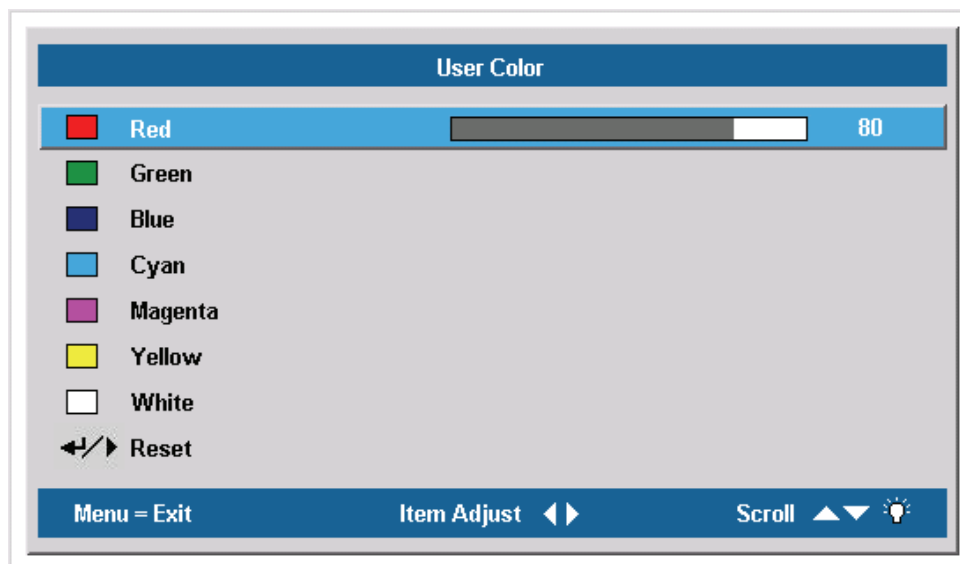 User Color
Red 80
Green
Blue
Cyan
Magenta
Yellow
White
Reset
Menu = Exit Item Adjust Scroll